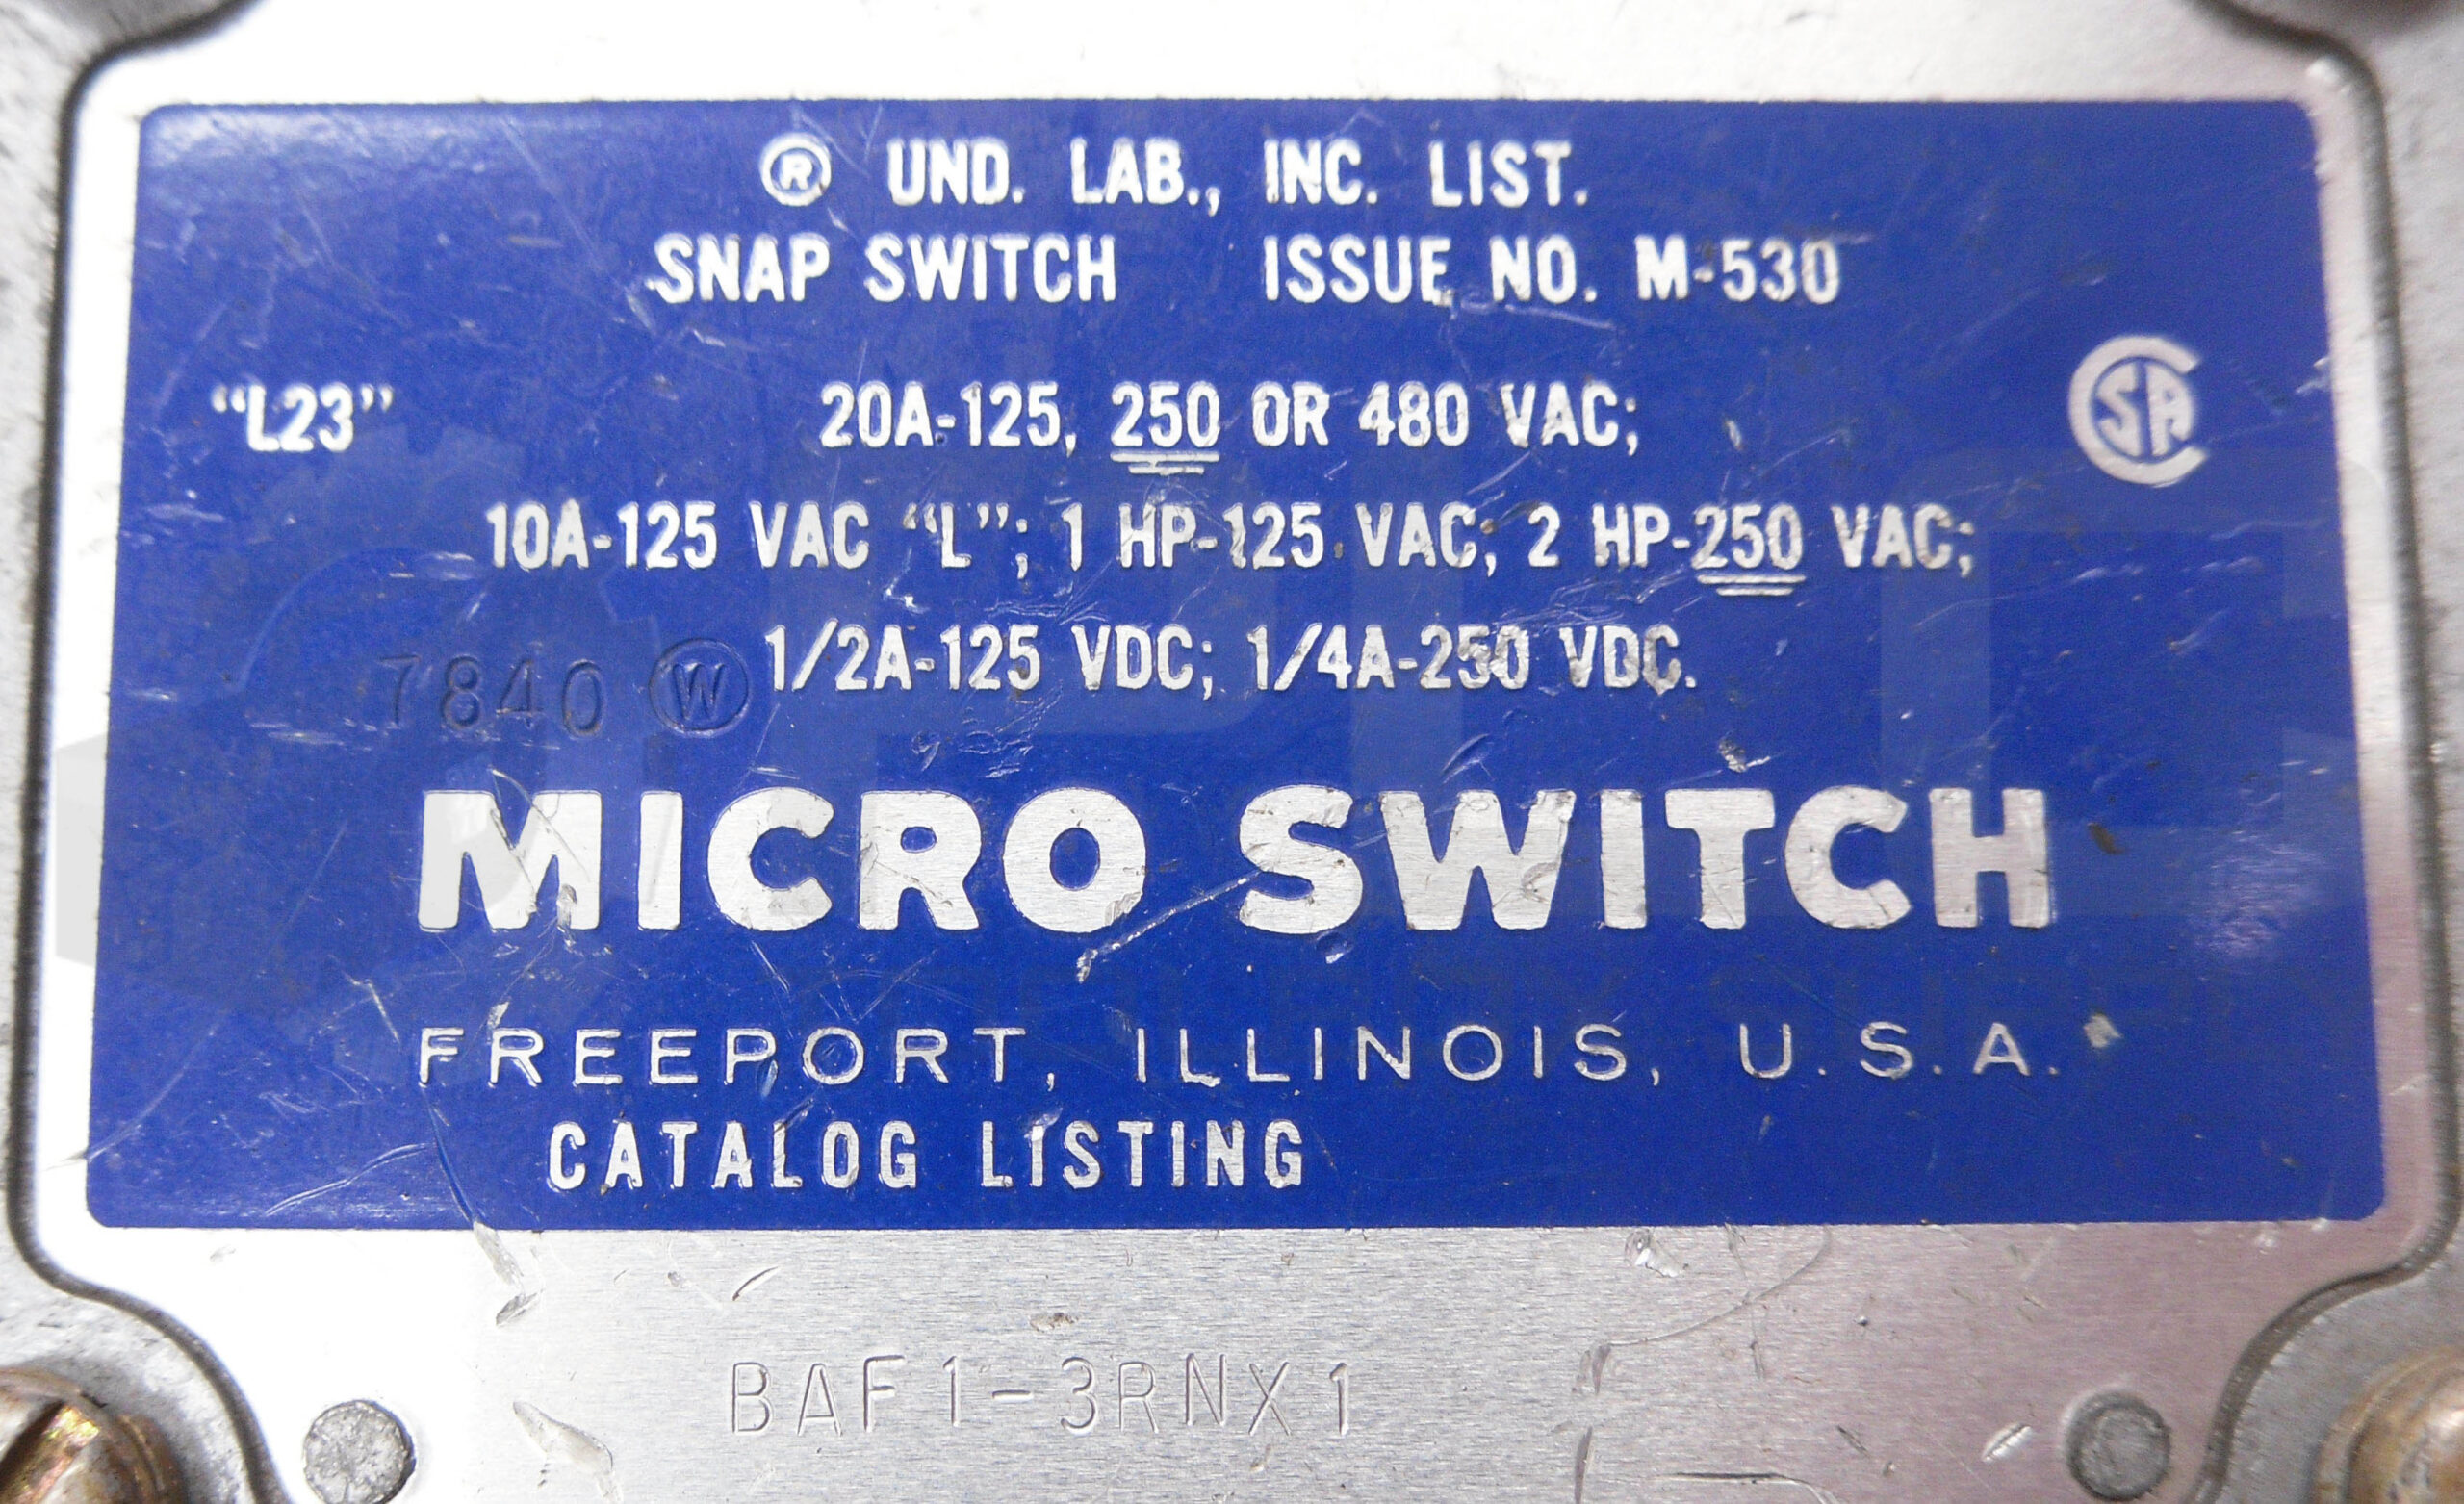 ® UND. LAB., INC. LIST.
SNAP SWITCH ISSUE NO. M-530
"L23" 20A-125, 250 OR 480 VAC; CSA
10A-125 VAC "L"; 1 HP-125 VAC; 2 HP-250 VAC;
7840 W 1/2A-125 VDC; 1/4A-250 VDC.
MICRO SWITCH
FREEPORT, ILLINOIS, U.S.A.
CATALOG LISTING
BAF1-3RNX1